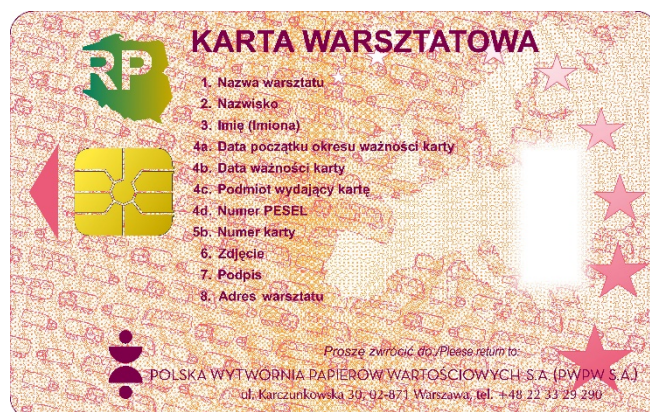 RP
KARTA WARSZTATOWA
1. Nazwa warsztatu
2. Nazwisko
3. Imię (Imiona)
4a. Data początku okresu ważności karty
4b. Data ważności karty
4c. Podmiot wydający kartę
4d. Numer PESEL
5b. Numer karty
6. Zdjęcie
7. Podpis
8. Adres warsztatu
Proszę zwrócić do:/Please return to:
POLSKA WYTWÓRNIA PAPIERÓW WARTOŚCIOWYCH S.A.(PWPW S.A.)
ul. Karczunkowska 30, 02-871 Warszawa, tel. +48 22 33 29 290